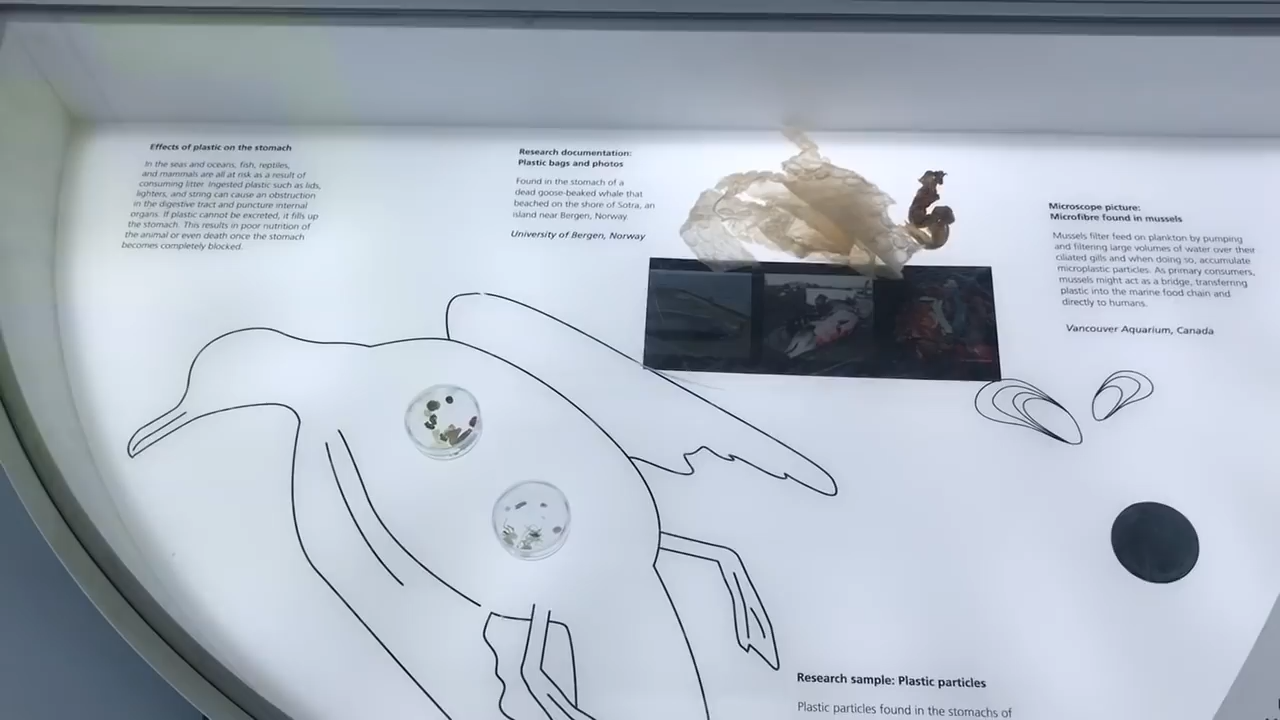 Effects of plastic on the stomach
In the seas and oceans, fish, reptiles,
and mammals are all at risk as a result of
consuming litter. Ingested plastic such as lids,
lighters, and string can cause an obstruction
in the digestive tract and puncture internal
organs. If plastic cannot be excreted, it fills up
the stomach. This results in poor nutrition of
the animal or even death once the stomach
becomes completely blocked.
Research documentation:
Plastic bags and photos
Found in the stomach of a
dead goose-beaked whale that
beached on the shore of Sotra, an
island near Bergen, Norway.
University of Bergen, Norway
Microscope picture:
Microfibre found in mussels
Mussels filter feed on plankton by pumping
and filtering large volumes of water over their
ciliated gills and when doing so, accumulate
microplastic particles. As primary consumers,
mussels might act as a bridge, transferring
plastic into the marine food chain and
directly to humans.
Vancouver Aquarium, Canada
Research sample: Plastic particles
Plastic particles found in the stomachs of